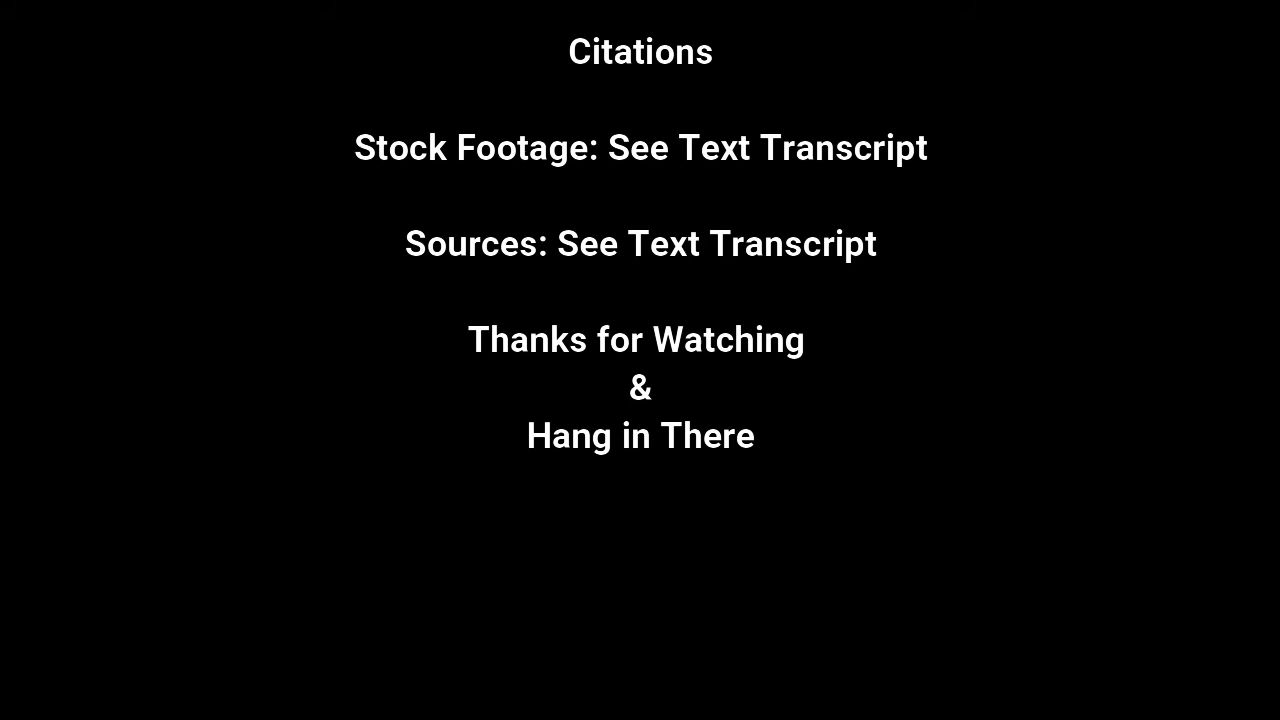 Citations
Stock Footage: See Text Transcript
Sources: See Text Transcript
Thanks for Watching
&
Hang in There